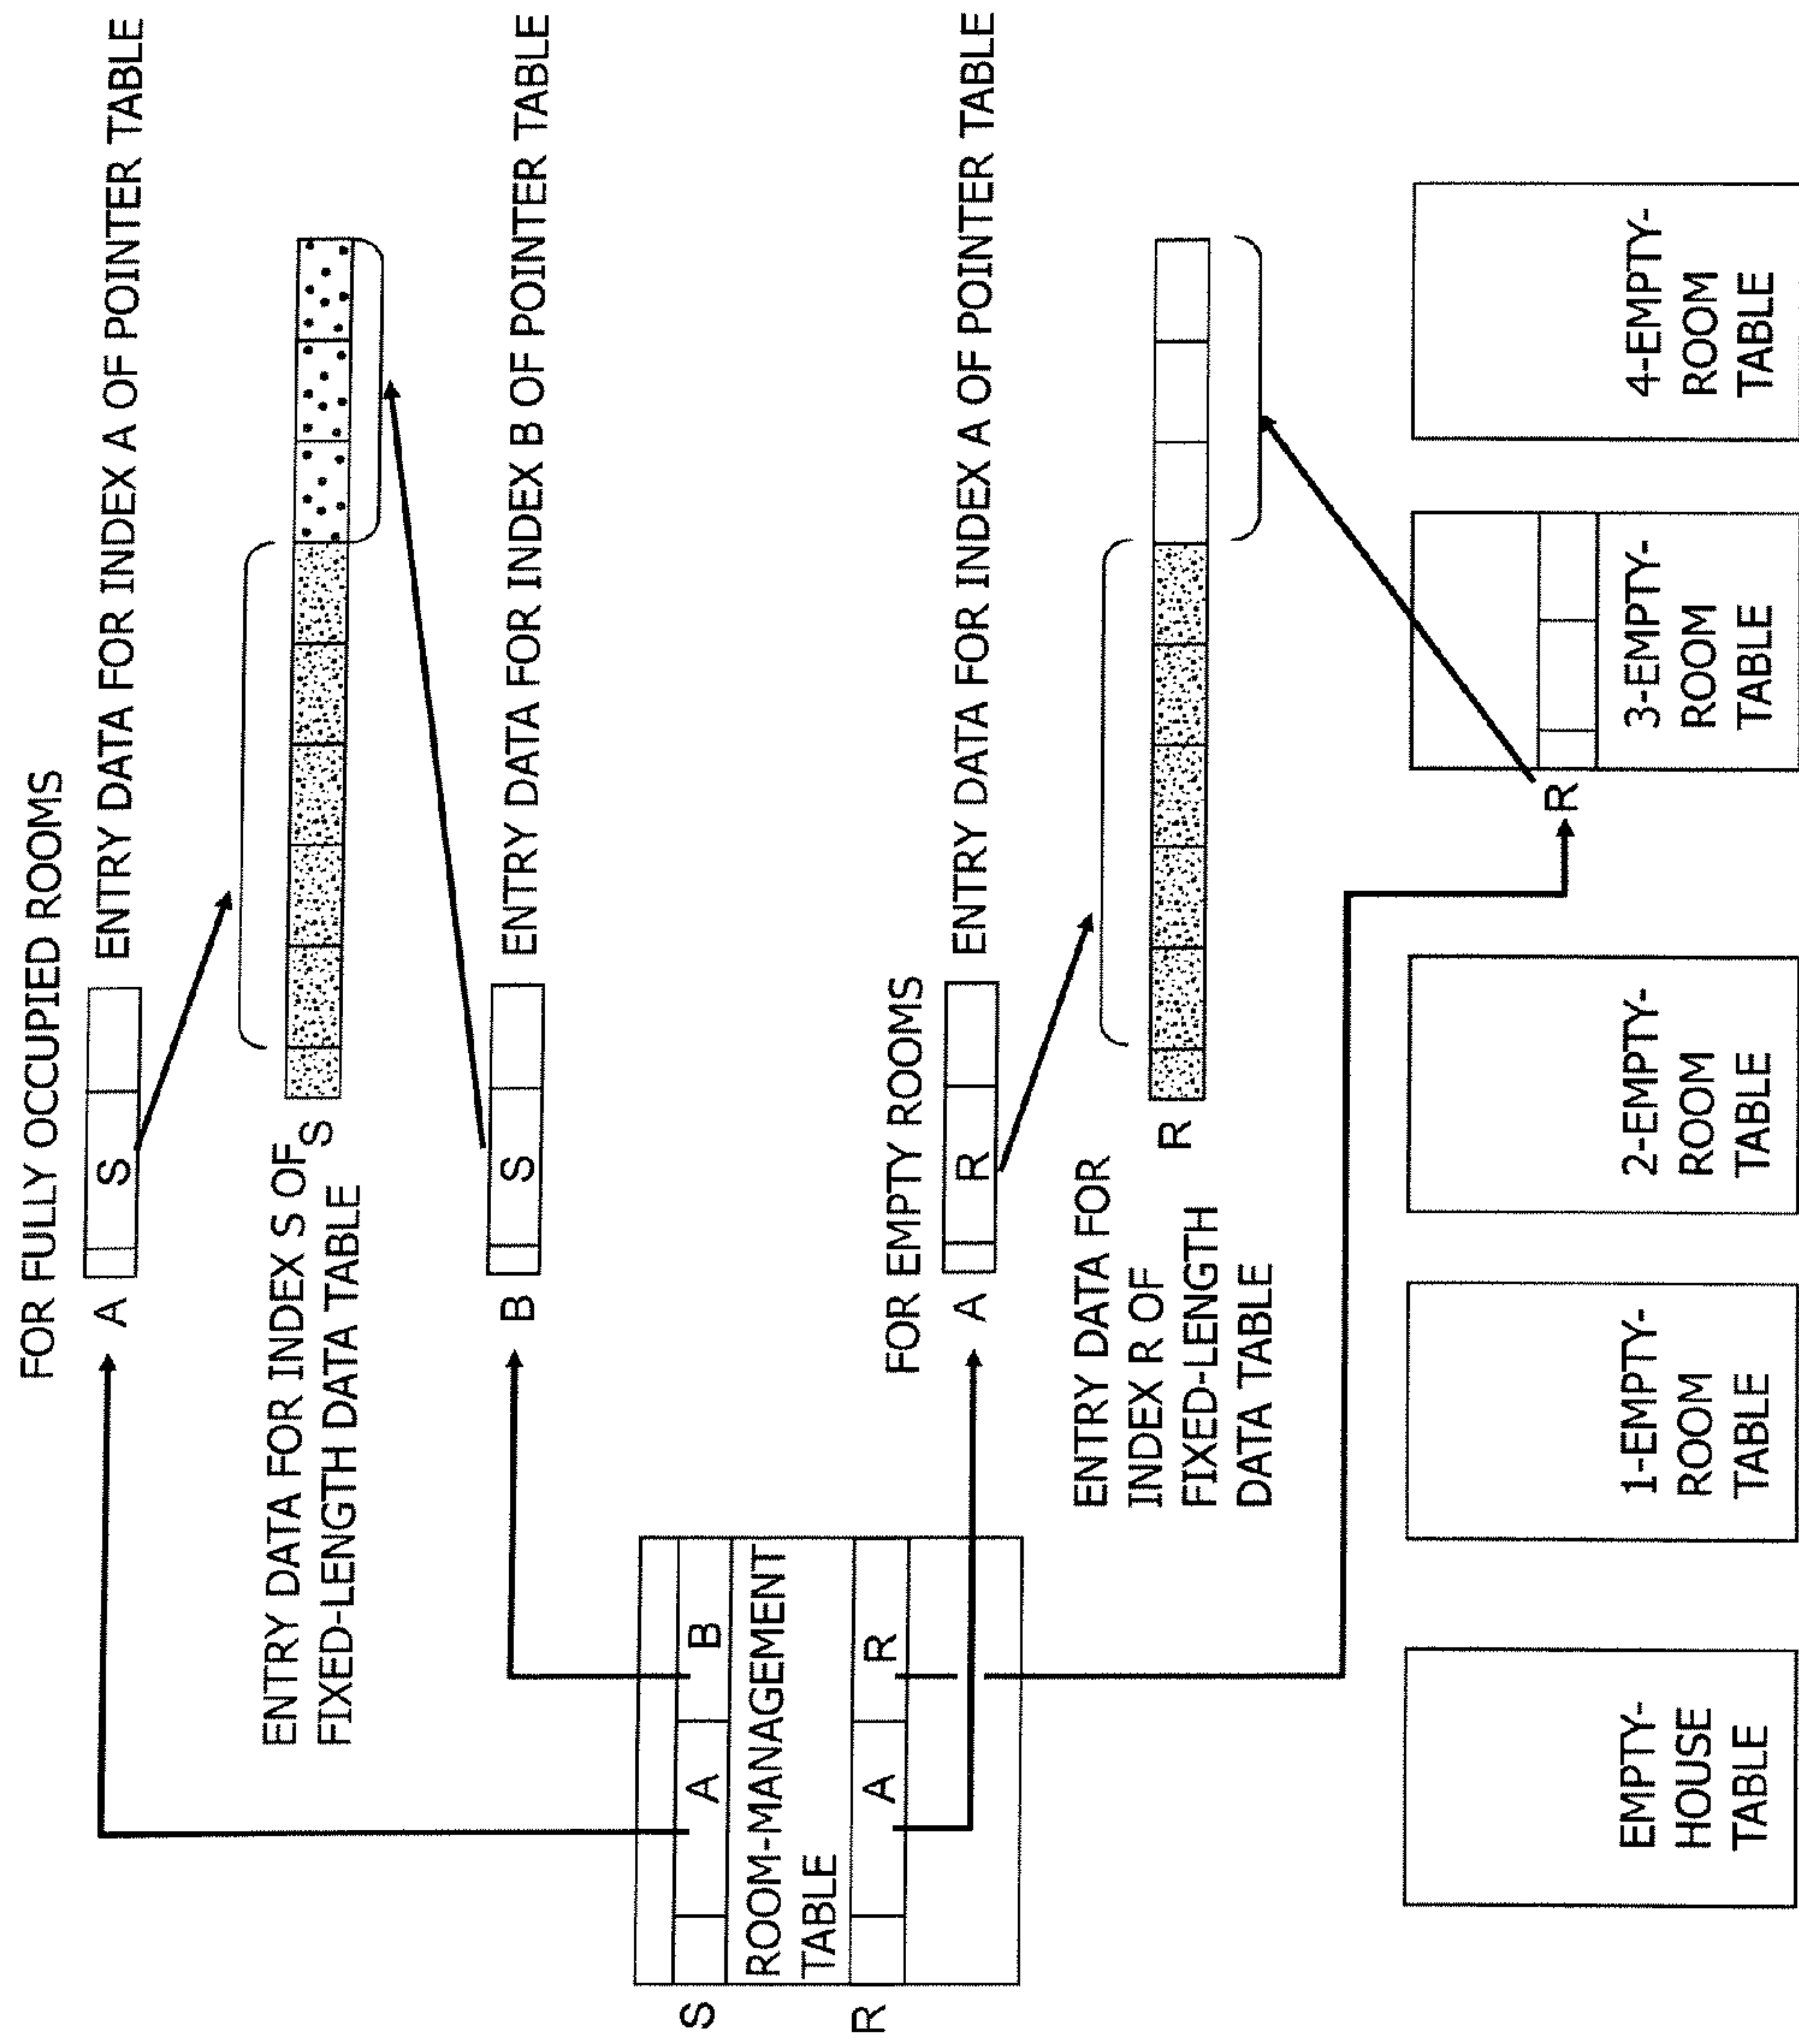 FOR FULLY OCCUPIED ROOMS
A
S
ENTRY DATA FOR INDEX A OF POINTER TABLE
ENTRY DATA FOR INDEX S OF
FIXED-LENGTH DATA TABLE
S
B
S
ENTRY DATA FOR INDEX B OF POINTER TABLE
S
A
B
ROOM-MANAGEMENT
TABLE
R
A
R
FOR EMPTY ROOMS
A
R
ENTRY DATA FOR INDEX A OF POINTER TABLE
ENTRY DATA FOR
INDEX R OF
FIXED-LENGTH
DATA TABLE
R
R
EMPTY-
HOUSE
TABLE
1-EMPTY-
ROOM
TABLE
2-EMPTY-
ROOM
TABLE
3-EMPTY-
ROOM
TABLE
4-EMPTY-
ROOM
TABLE